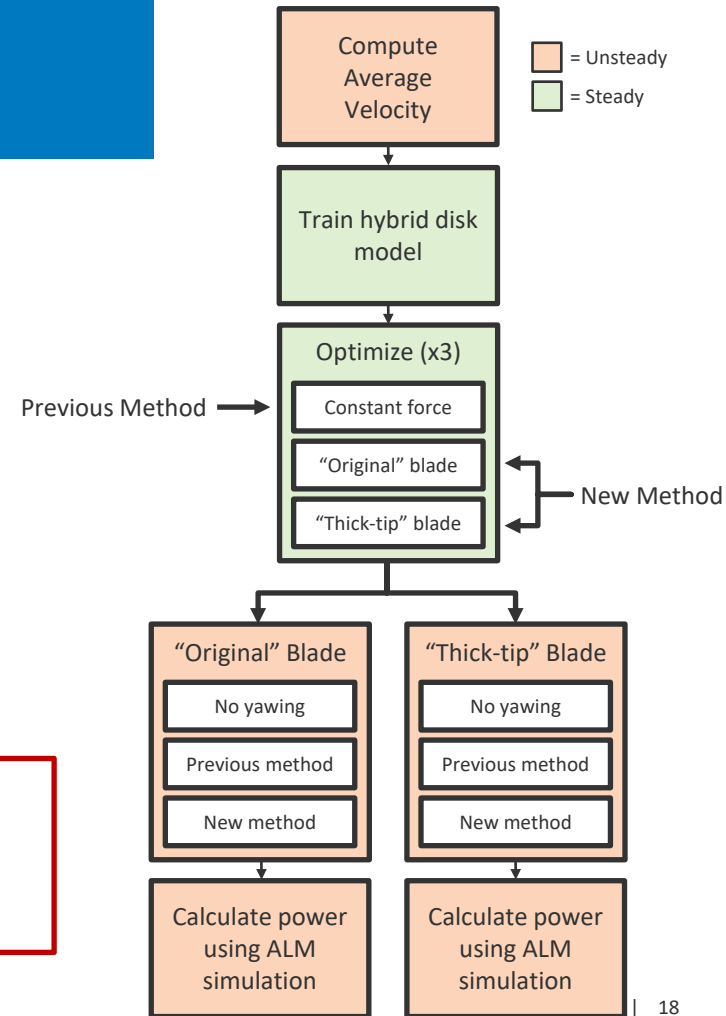 Compute
Average
Velocity
= Unsteady
= Steady
Train hybrid disk
model
Optimize (x3)
Previous Method
Constant force
“Original” blade
“Thick-tip” blade
New Method
“Original” Blade
No yawing
Previous method
New method
“Thick-tip” Blade
No yawing
Previous method
New method
Calculate power
using ALM
simulation
Calculate power
using ALM
simulation
| 18